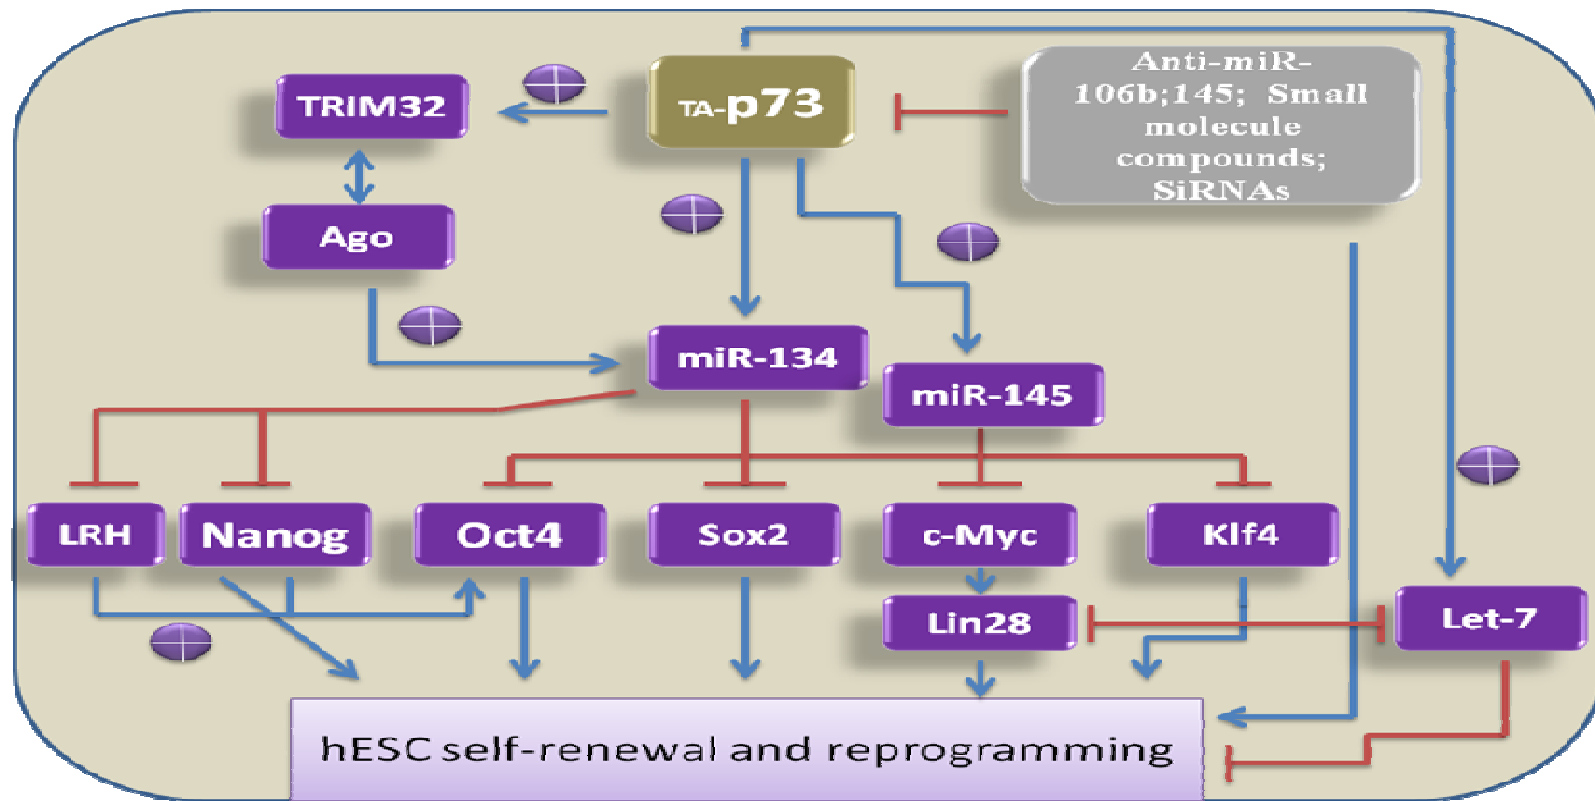 Anti-miR-
106b;145; Small
molecule
compounds;
SiRNAs
TRIM32
TA-p73
Ago
miR-134
miR-145
LRH
Nanog
Oct4
Sox2
c-Myc
Klf4
Lin28
Let-7
hESC self-renewal and reprogramming